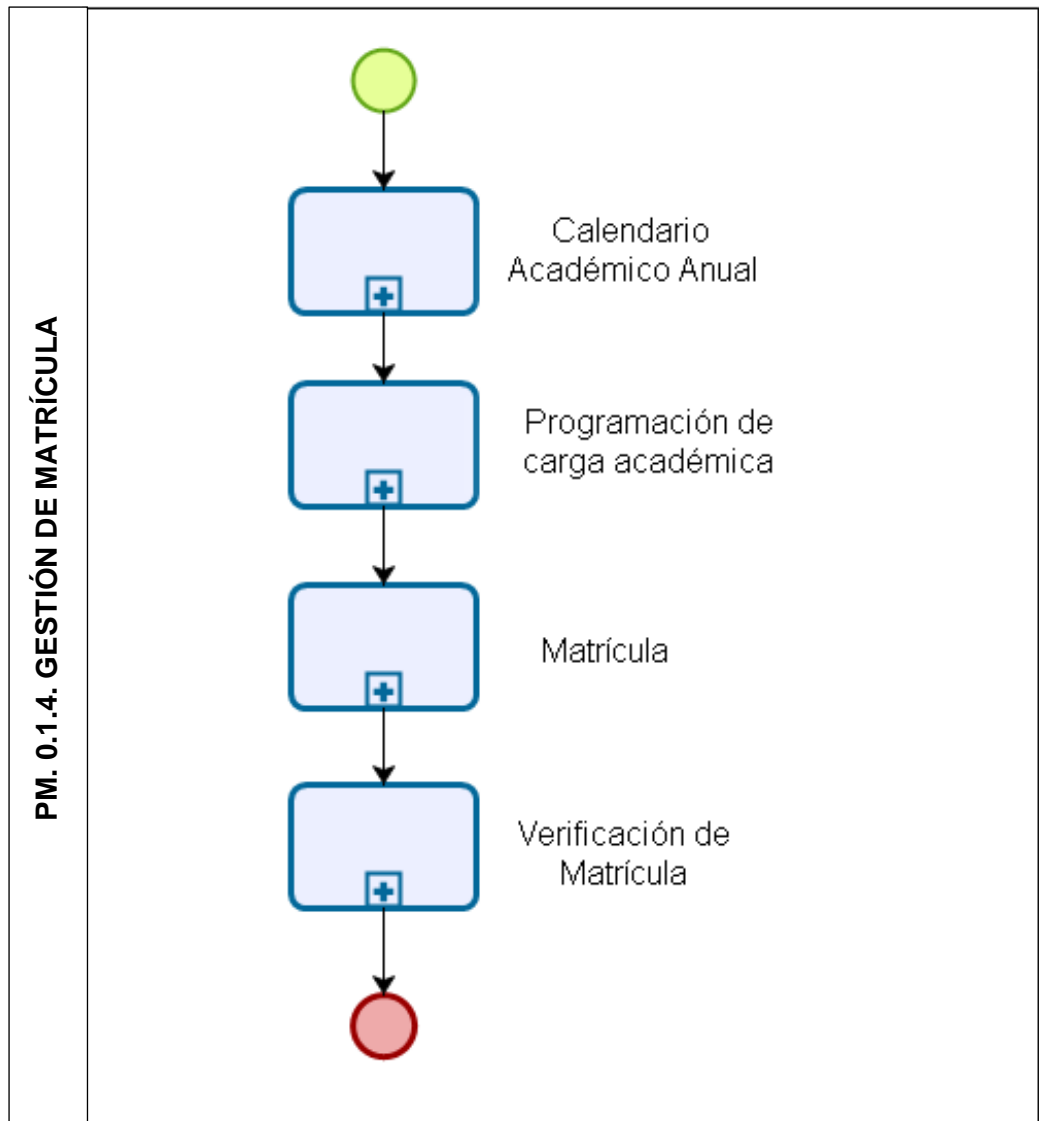 PM. 0.1.4. GESTIÓN DE MATRÍCULA
Calendario
Académico Anual
Programación de
carga académica
Matrícula
Verificación de
Matrícula